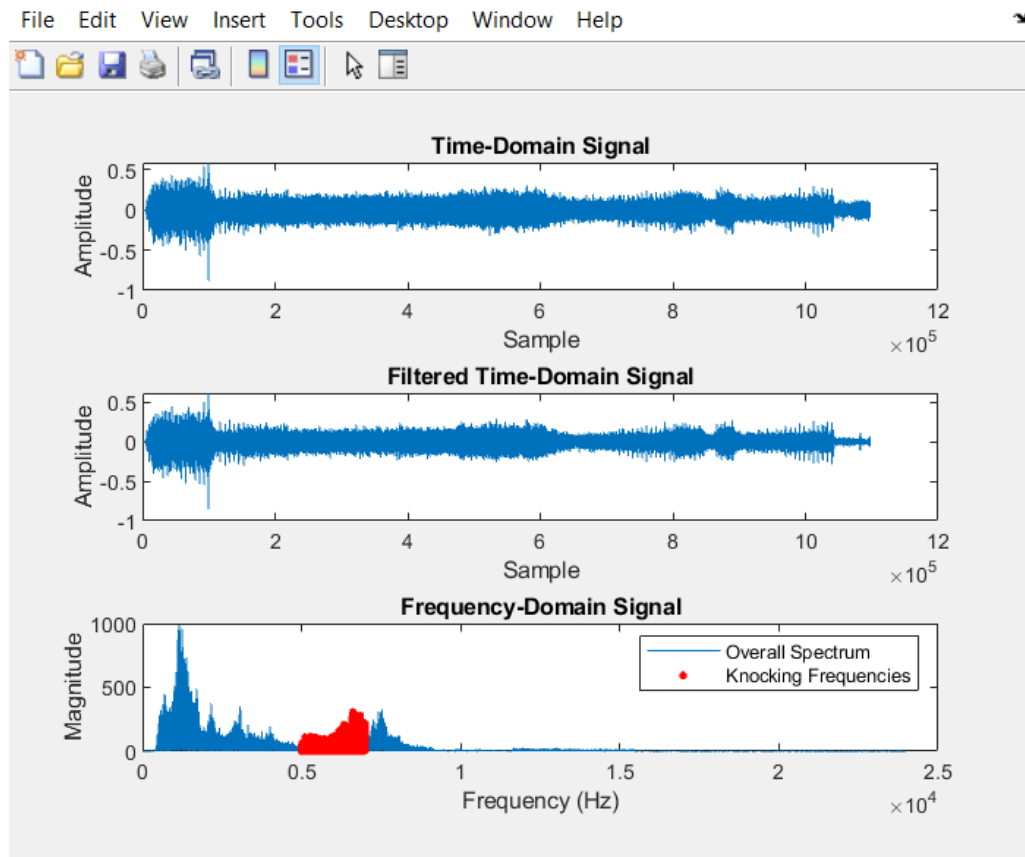 File Edit View Insert Tools Desktop Window Help
Time-Domain Signal
Amplitude
0.5
0
-0.5
-1
0 2 4 6 8 10 12
Sample
×10^5
Filtered Time-Domain Signal
Amplitude
0.5
0
-0.5
-1
0 2 4 6 8 10 12
Sample
×10^5
Frequency-Domain Signal
Magnitude
1000
500
0
Overall Spectrum
Knocking Frequencies
0 0.5 1 1.5 2 2.5
Frequency (Hz)
×10^4